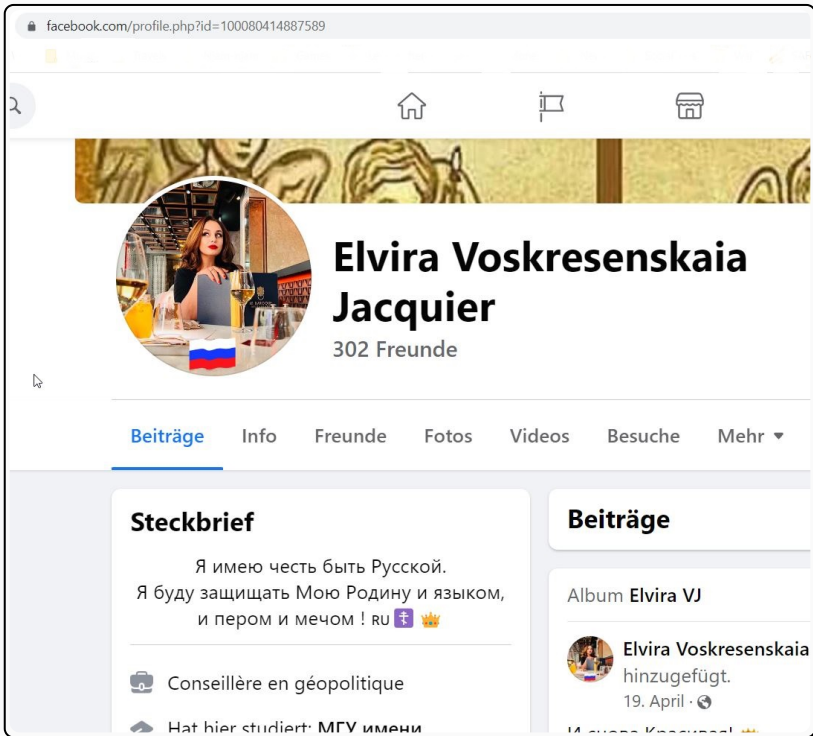 facebook.com/profile.php?id=100080414887589
Elvira Voskresenskaia
Jacquier
302 Freunde
Beiträge Info Freunde Fotos Videos Besuche Mehr
Steckbrief
Я имею честь быть Русской.
Я буду защищать Мою Родину и языком,
и пером и мечом ! RU ☦️ 👑
Conseillère en géopolitique
Hat hier studiert: МГУ имени
Beiträge
Album Elvira VJ
Elvira Voskresenskaia
hinzugefügt.
19. April ·
И снова Красивая! 👑